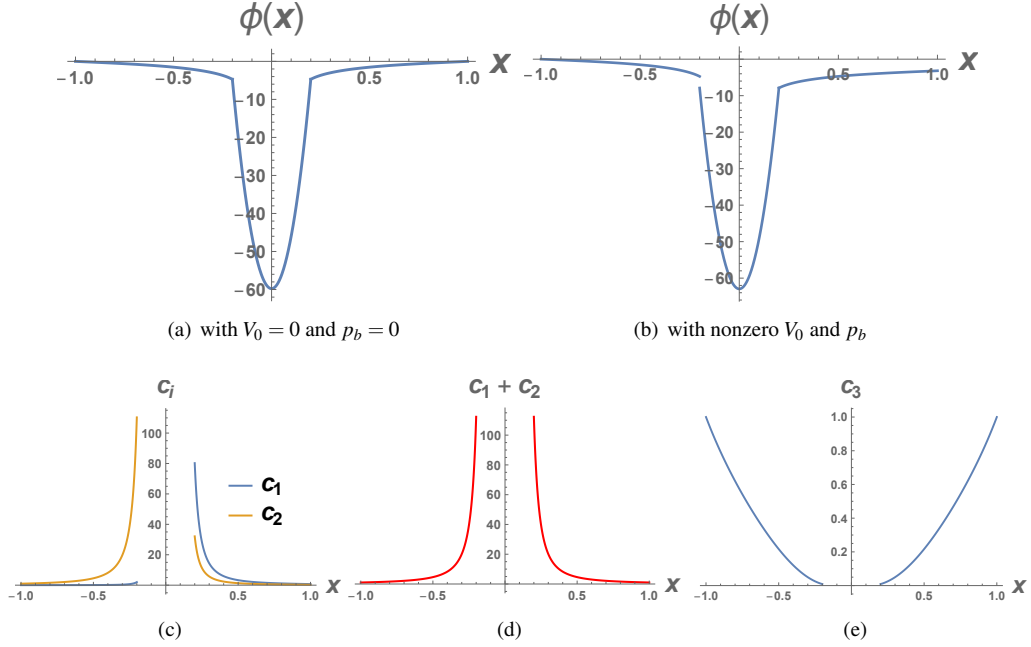 ϕ(x)
x
−1.0 −0.5 0.5 1.0
−10
−20
−30
−40
−50
−60
(a) with V₀ = 0 and p_b = 0
ϕ(x)
x
−1.0 −0.5 0.5 1.0
−10
−20
−30
−40
−50
−60
(b) with nonzero V₀ and p_b
c_i
100
80
60
40
20
c₁
c₂
−1.0 −0.5 0.5 1.0 x
(c)
c₁ + c₂
100
80
60
40
20
−1.0 −0.5 0.5 1.0 x
(d)
c₃
1.0
0.8
0.6
0.4
0.2
−1.0 −0.5 0.5 1.0 x
(e)